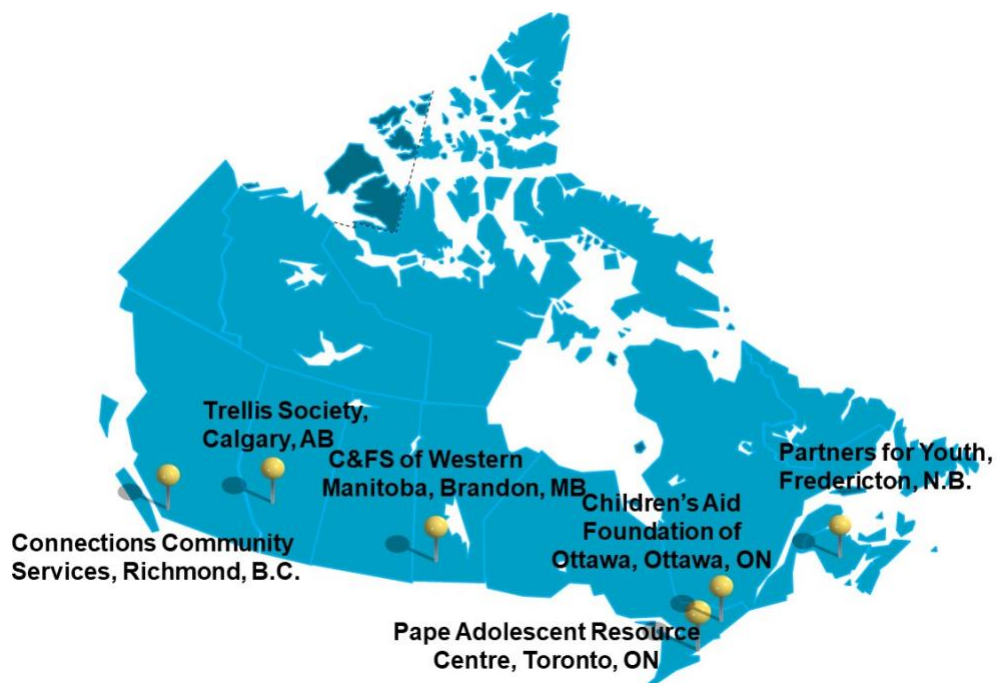 Trellis Society,
Calgary, AB
C&FS of Western
Manitoba, Brandon, MB
Partners for Youth,
Fredericton, N.B.
Children’s Aid
Foundation of
Ottawa, Ottawa, ON
Connections Community
Services, Richmond, B.C.
Pape Adolescent Resource
Centre, Toronto, ON